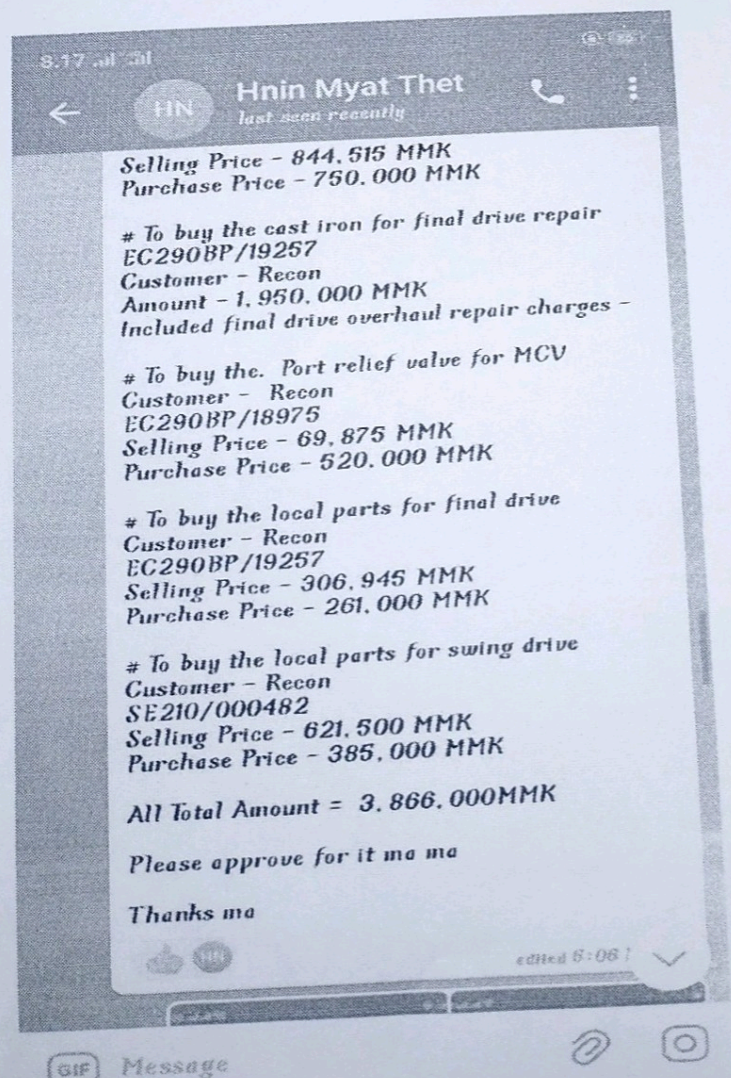 8.17
HN
Hnin Myat Thet
last seen recently
Selling Price - 844.515 MMK
Purchase Price - 750.000 MMK
# To buy the cast iron for final drive repair
EC290BP/19257
Customer - Recon
Amount - 1.950.000 MMK
Included final drive overhaul repair charges -
# To buy the. Port relief valve for MCV
Customer - Recon
EC290BP/18975
Selling Price - 69.875 MMK
Purchase Price - 520.000 MMK
# To buy the local parts for final drive
Customer - Recon
EC290BP/19257
Selling Price - 306.945 MMK
Purchase Price - 261.000 MMK
# To buy the local parts for swing drive
Customer - Recon
SE210/000482
Selling Price - 621.500 MMK
Purchase Price - 385.000 MMK
All Total Amount = 3.866.000MMK
Please approve for it ma ma
Thanks ma
HN
edited 6:06
GIF Message